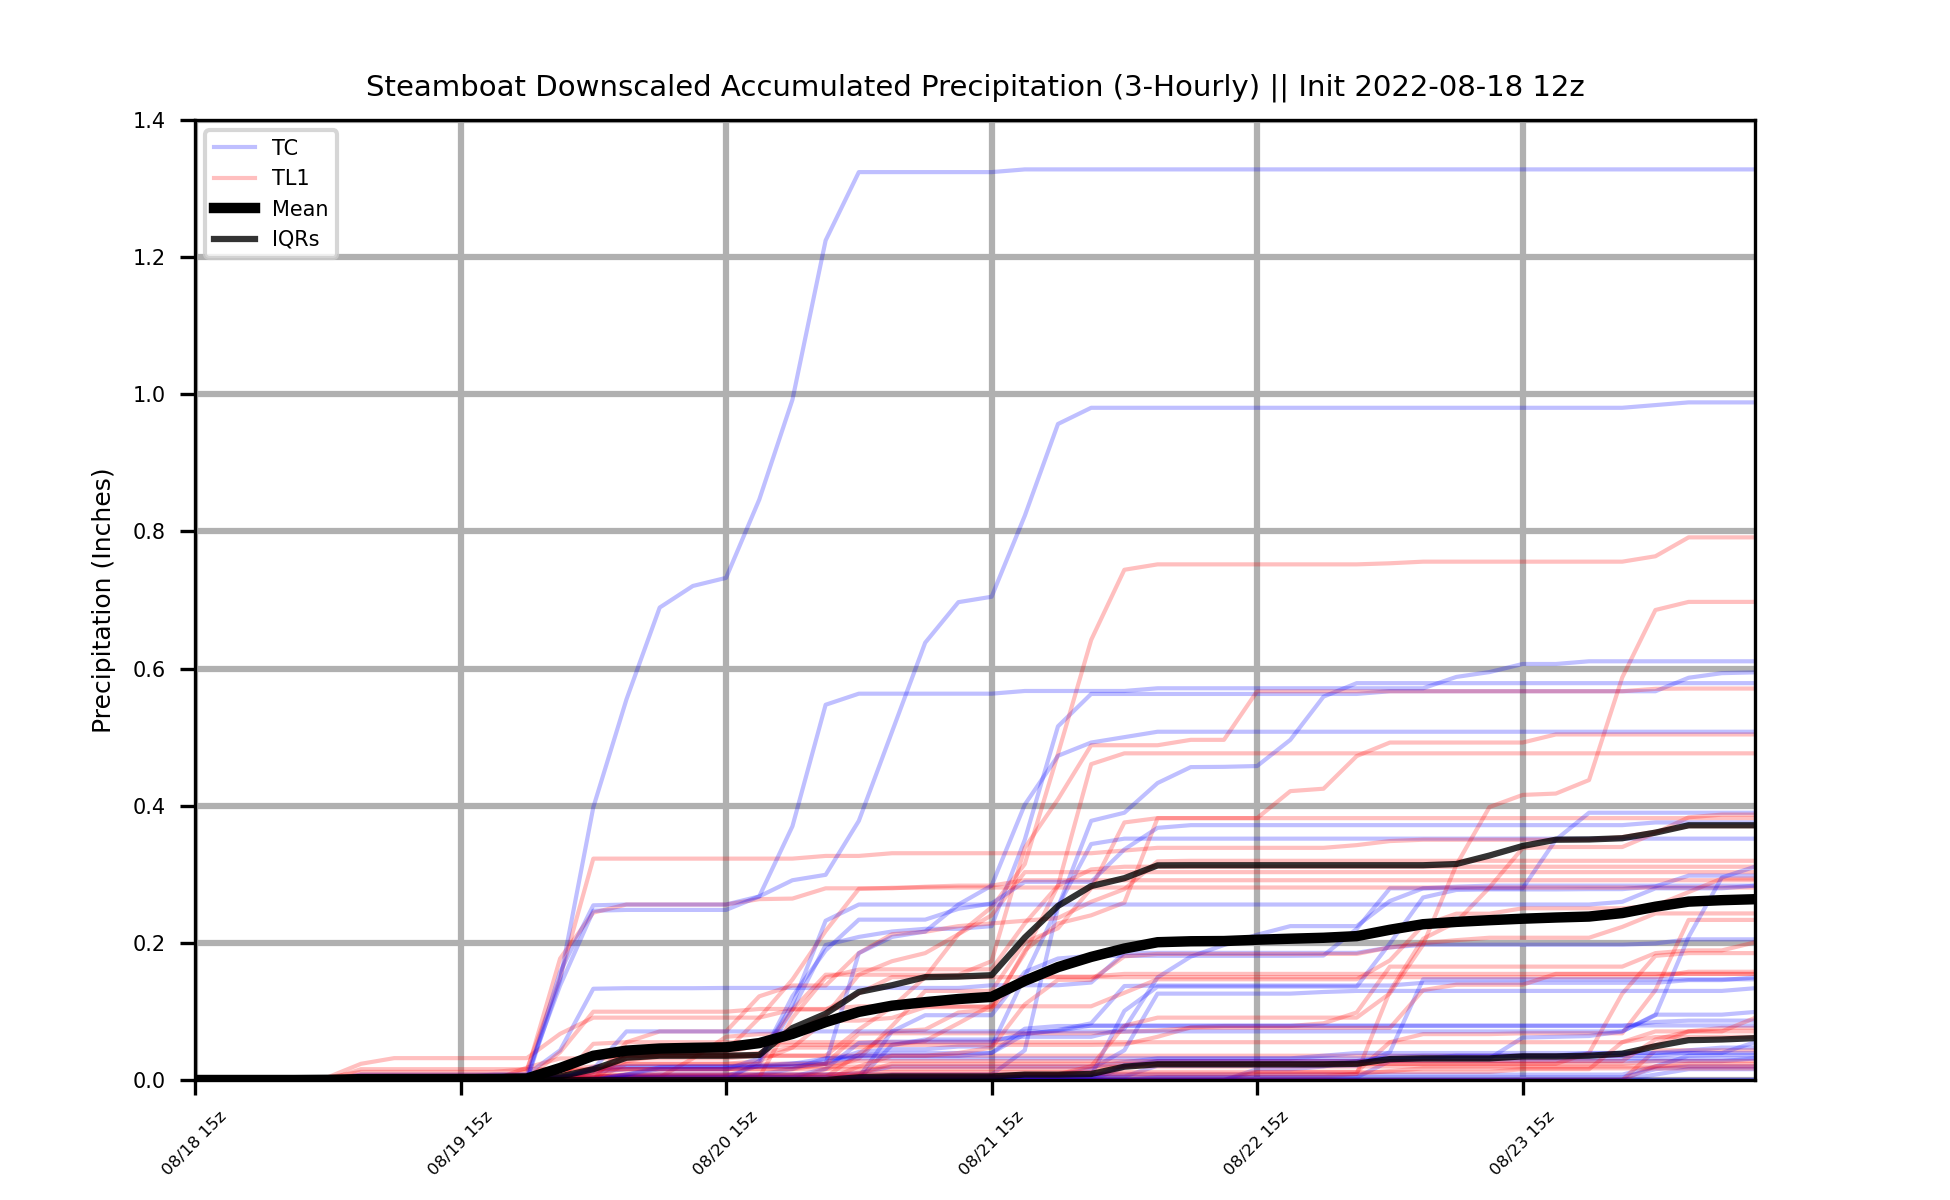 Steamboat Downscaled Accumulated Precipitation (3-Hourly) || Init 2022-08-18 12z
1.4
1.2
1.0
0.8
0.6
0.4
0.2
0.0
Precipitation (Inches)
TC
TL1
Mean
IQRs
08/18 15z
08/19 15z
08/20 15z
08/21 15z
08/22 15z
08/23 15z